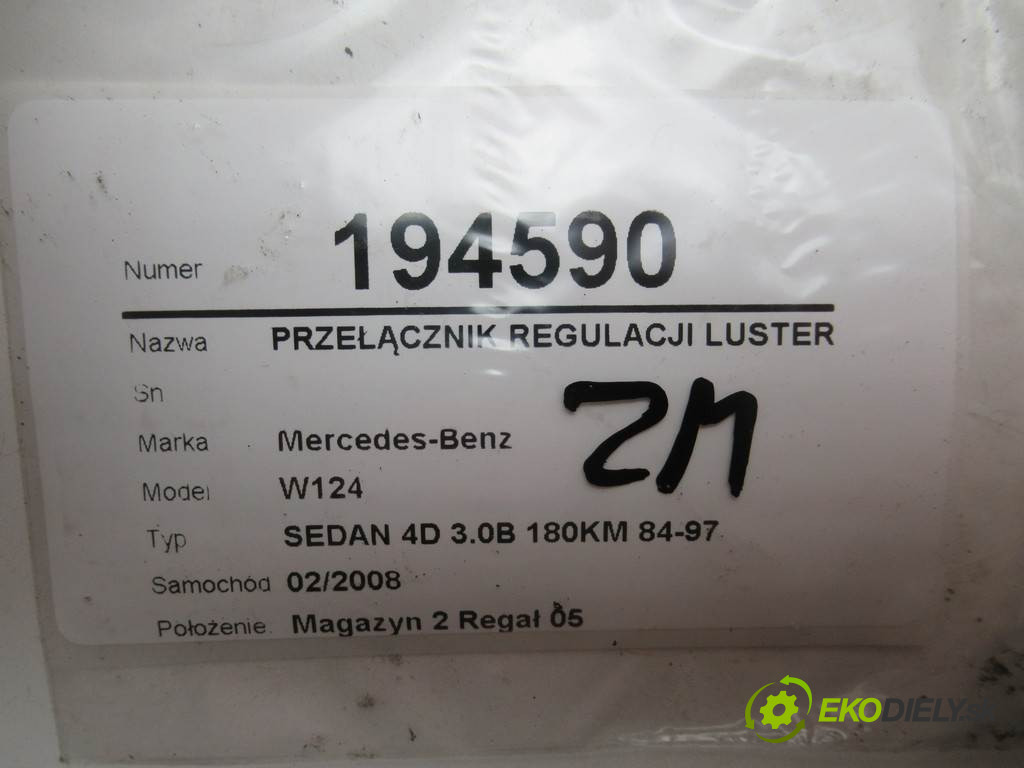 Numer 194590
Nazwa PRZEŁĄCZNIK REGULACJI LUSTER
Sn
ZM
Marka Mercedes-Benz
Model W124
Typ SEDAN 4D 3.0B 180KM 84-97
Samochód 02/2008
Położenie Magazyn 2 Regał 05
EKODIELY